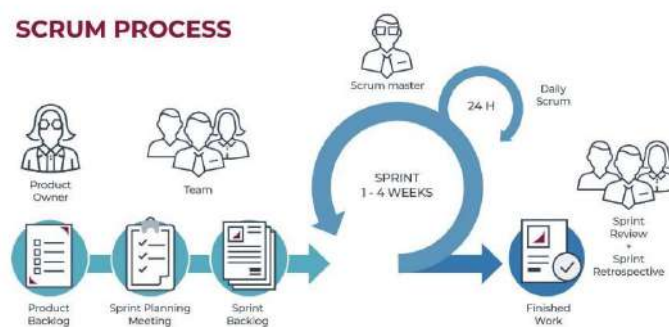 SCRUM PROCESS
Scrum master
24 H
Daily
Scrum
Product
Owner
Team
SPRINT
1 - 4 WEEKS
Sprint
Review
+
Sprint
Retrospective
Product
Backlog
Sprint Planning
Meeting
Sprint
Backlog
Finished
Work